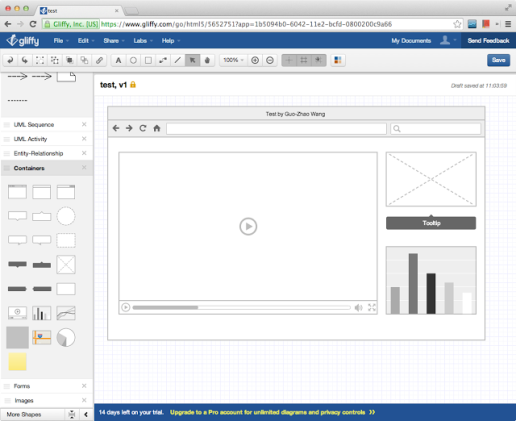 test
Gliffy, Inc. [US]
https://www.gliffy.com/go/html5/5652751?app=1b5094b0-6042-11e2-bcfd-0800200c9a66
gliffy
File
Edit
Share
Labs
Help
My Documents
Send Feedback
A
100%
Save
test, v1
Draft saved at 11:03:59
UML Sequence
UML Activity
Entity-Relationship
Containers
Forms
Images
More Shapes
Test by Guo-Zhao Wang
Tooltip
14 days left on your trial. Upgrade to a Pro account for unlimited diagrams and privacy controls >>